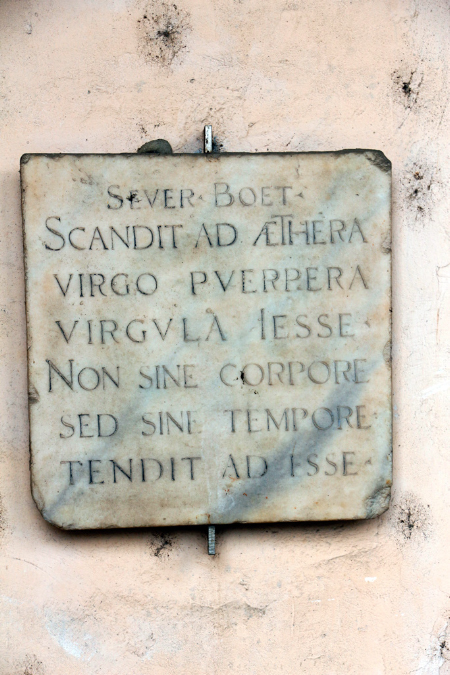 SEVER· BOET·
SCANDIT AD ÆTHERA
VIRGO PVERPERA
VIRGVLA IESSE·
NON SINE CORPORE
SED SINE TEMPORE·
TENDIT AD ESSE·